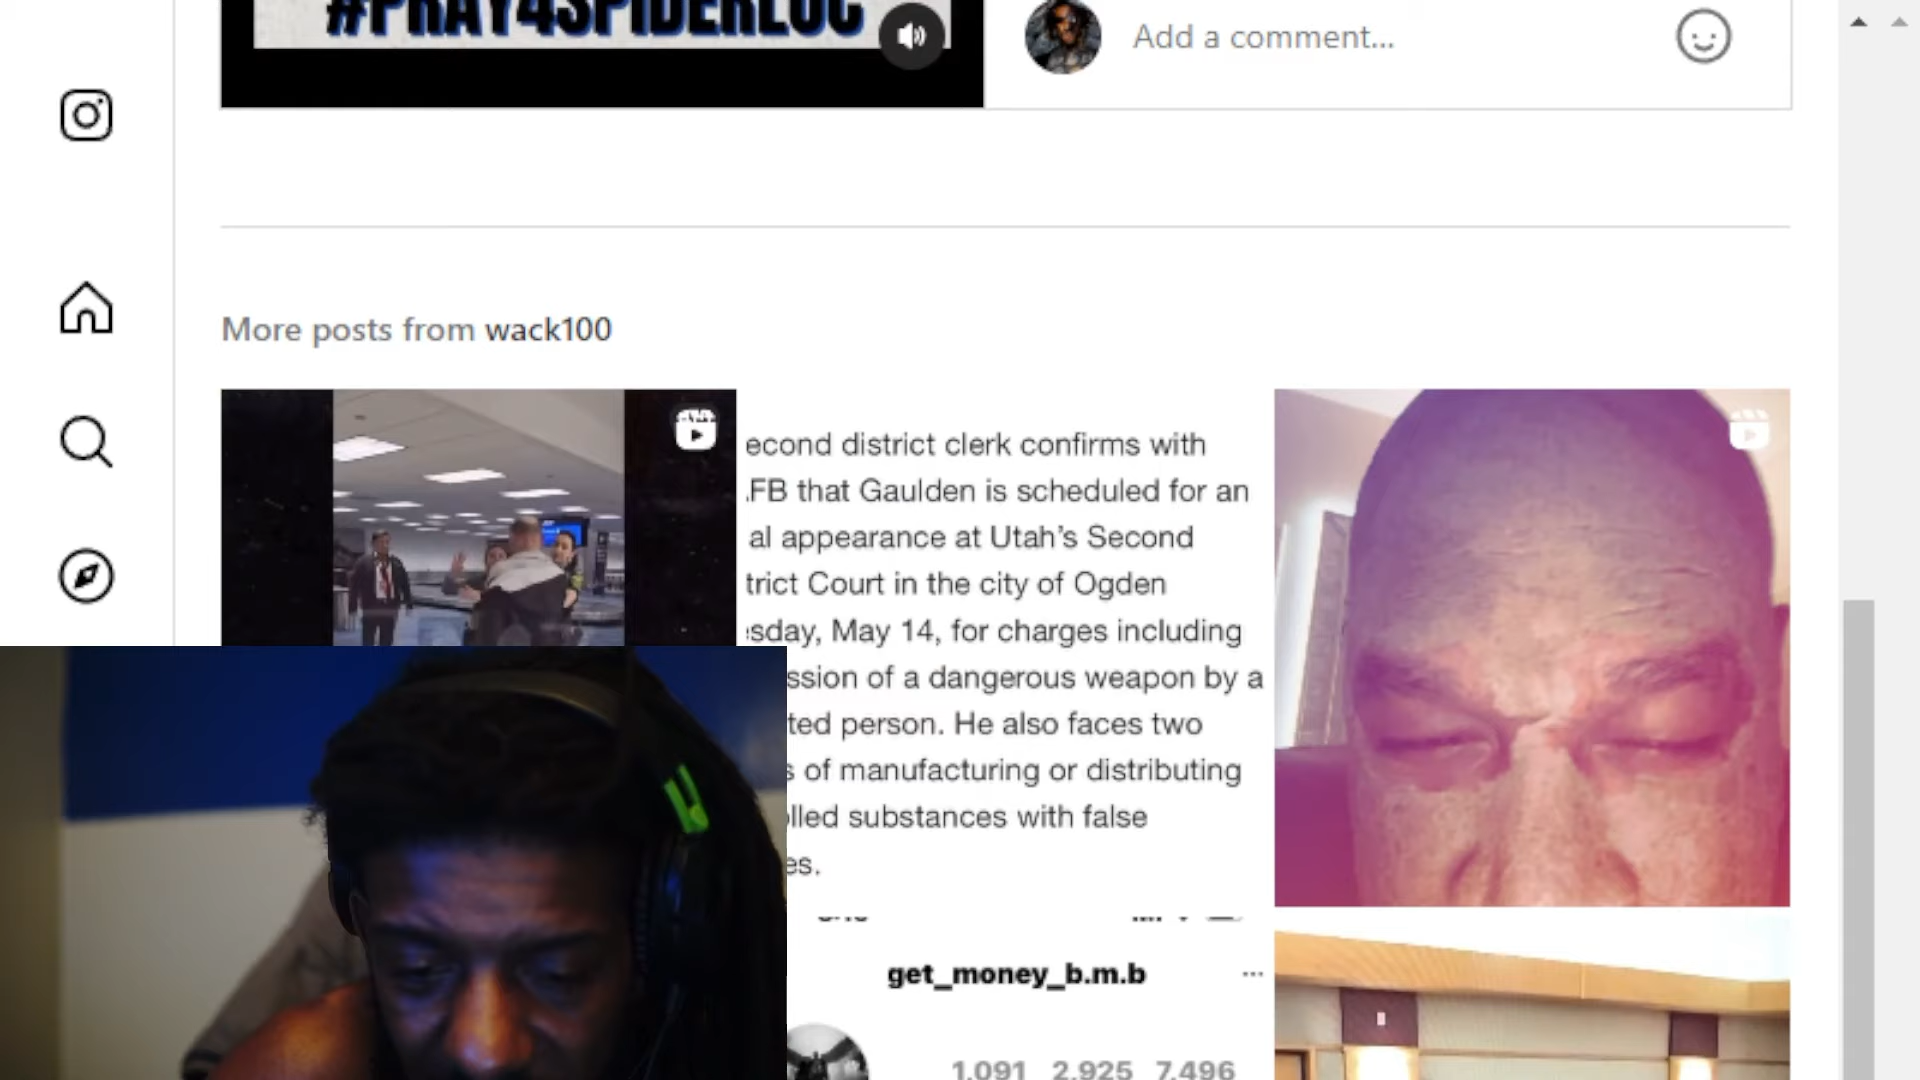 #PRAY4SPIDERLOC
Add a comment...
More posts from wack100
econd district clerk confirms with
FB that Gaulden is scheduled for an
al appearance at Utah's Second
trict Court in the city of Ogden
sday, May 14, for charges including
ssion of a dangerous weapon by a
ted person. He also faces two
s of manufacturing or distributing
lled substances with false
es.
get_money_b.m.b
1,091 2,925 7,496